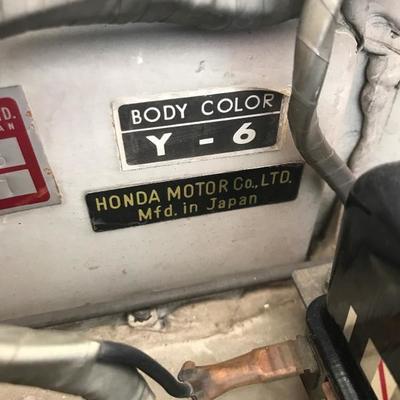 BODY COLOR
Y - 6
HONDA MOTOR Co., LTD.
Mfd. in Japan